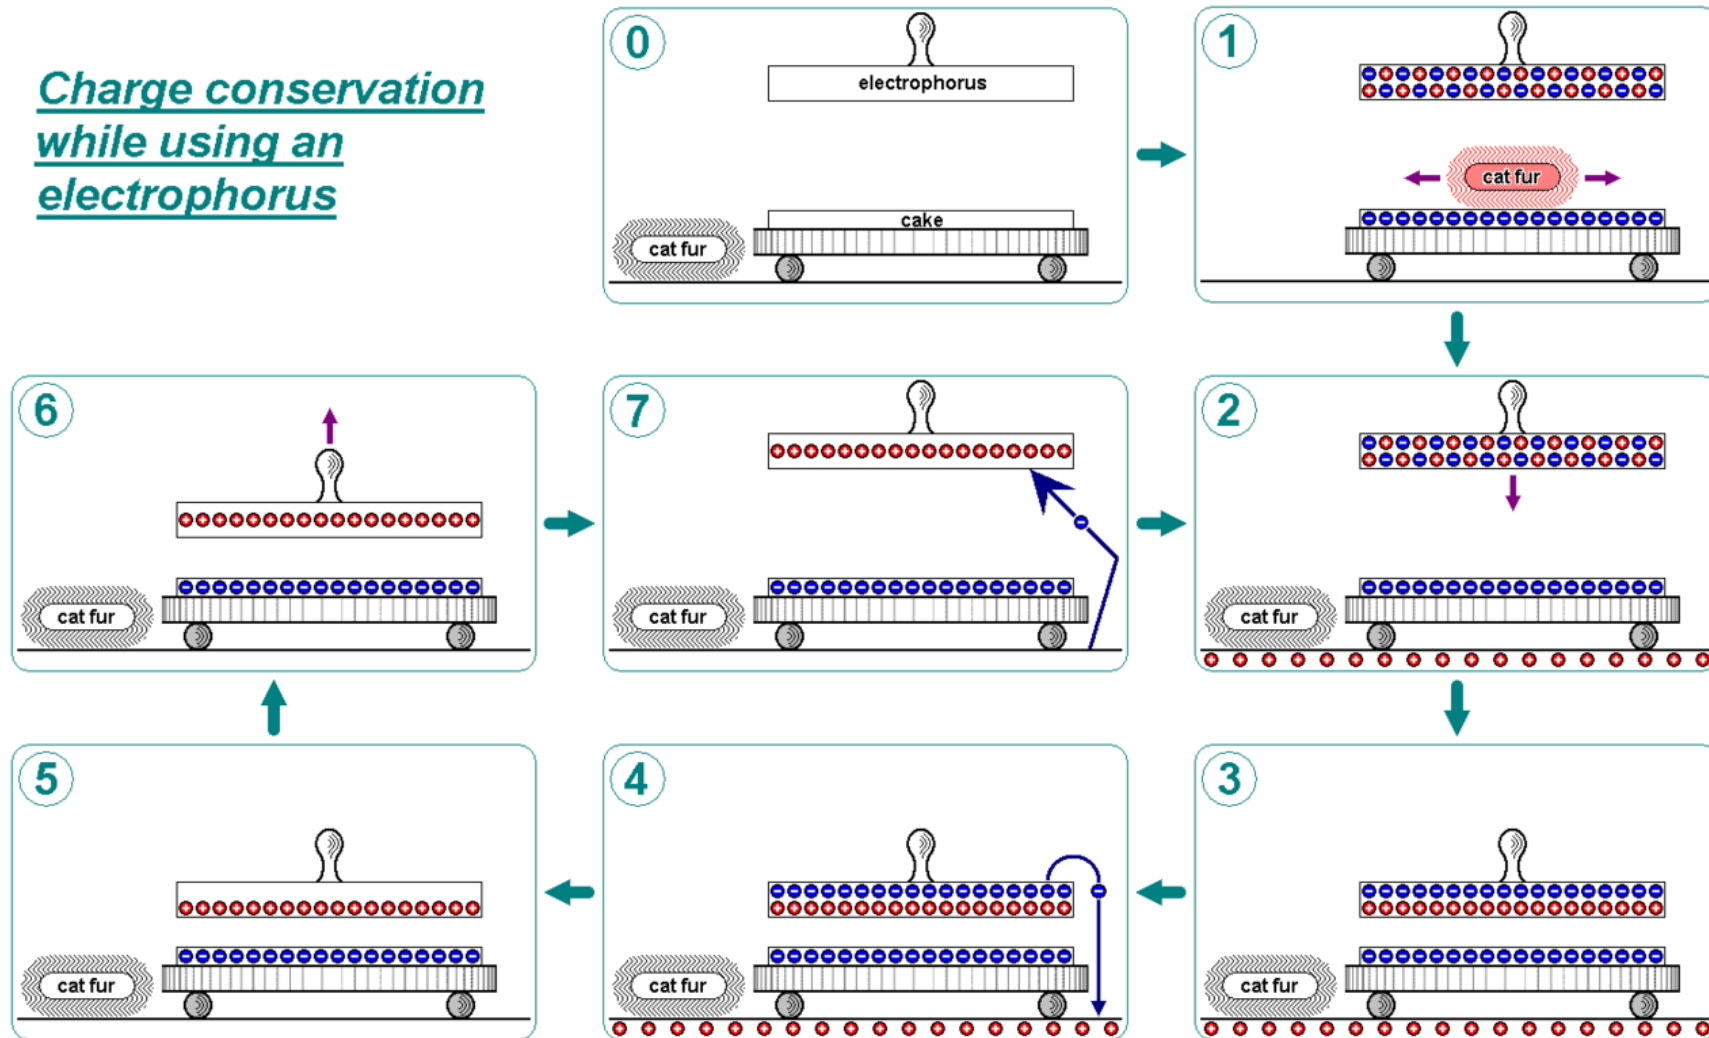 Charge conservation
while using an
electrophorus
0
electrophorus
cake
cat fur
1
cat fur
6
cat fur
7
cat fur
2
cat fur
5
cat fur
4
cat fur
3
cat fur